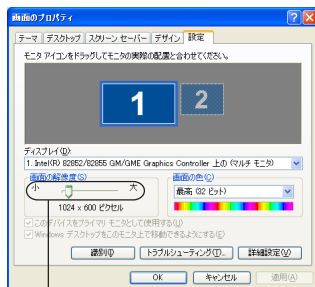 画面のプロパティ
テーマ デスクトップ スクリーン セーバー デザイン 設定
モニタ アイコンをドラッグしてモニタの実際の配置と合わせてください。
1 2
ディスプレイ(D):
1. Intel(R) 82852/82855 GM/GME Graphics Controller 上の (マルチ モニタ)
画面の解像度(S) 画面の色(C)
小 大 最高 (32 ビット)
1024 x 600 ピクセル
このデバイスをプライマリ モニタとして使用する(U)
Windows デスクトップをこのモニタ上で移動できるようにする(E)
識別(I) トラブルシューティング(T)... 詳細設定(V)
OK キャンセル 適用(A)